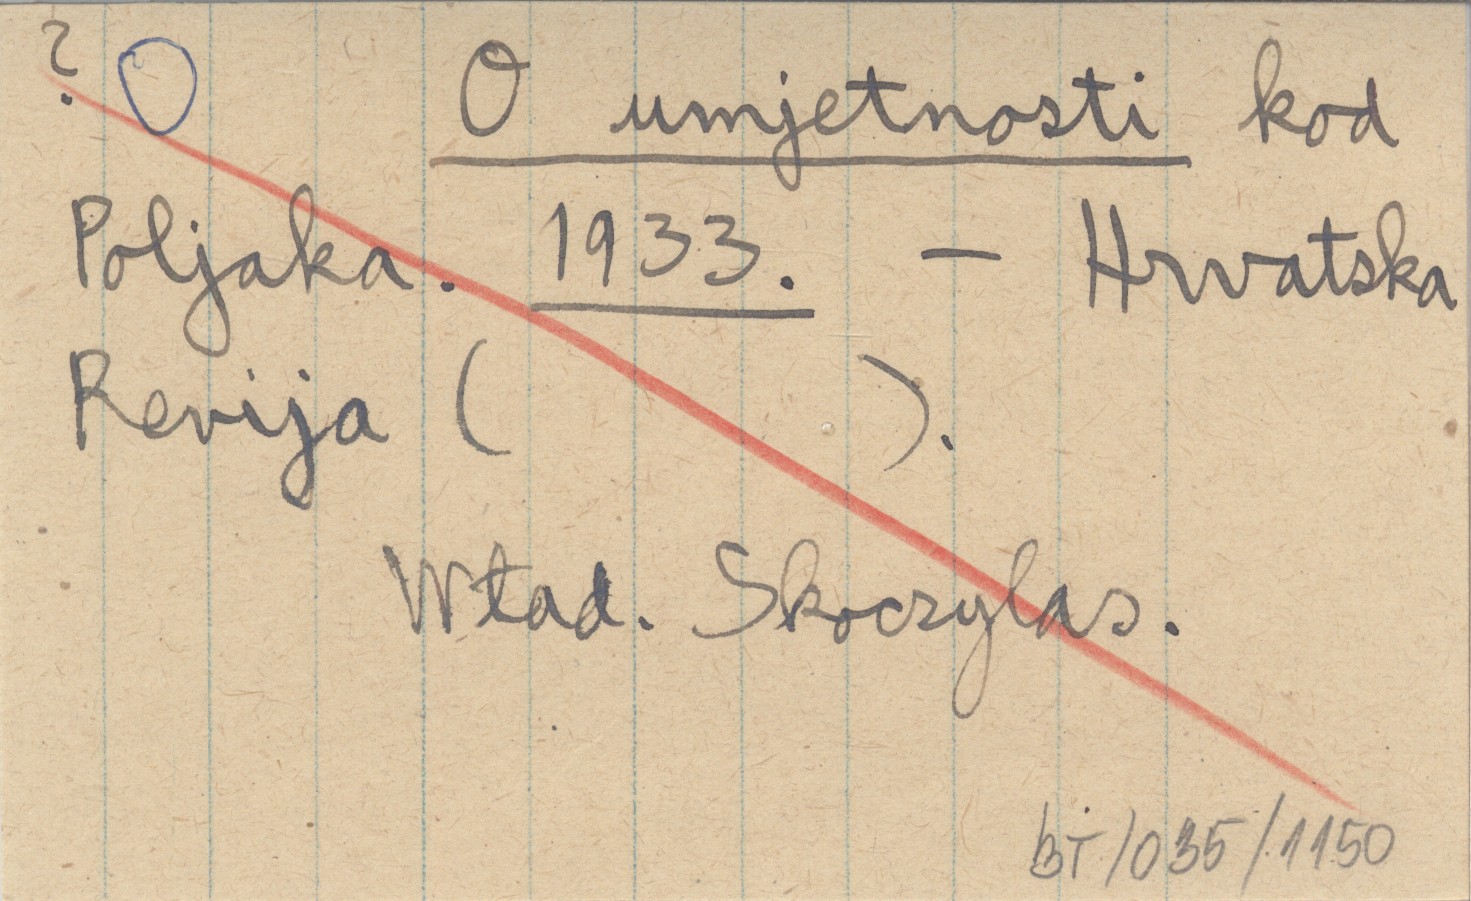 ? O O umjetnosti kod
Poljaka. 1933. – Hrvatska
Revija ( ).
Wład. Skoczylas.
BT/035/1150